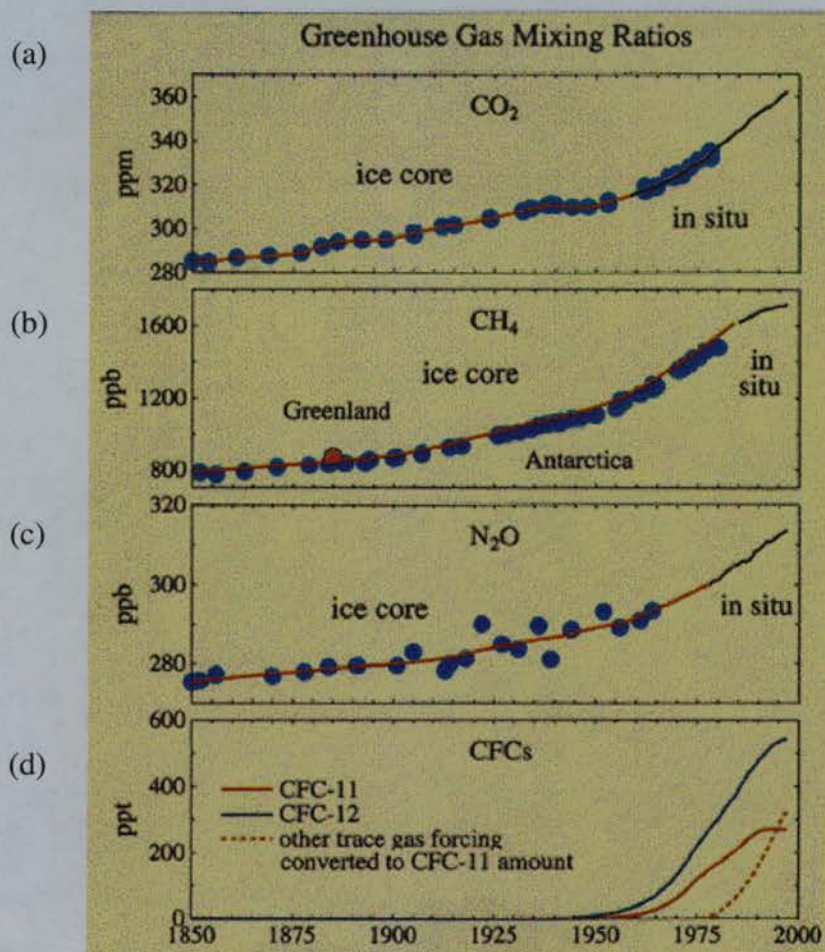 Greenhouse Gas Mixing Ratios
(a)
CO₂
360
340
ppm
320
300
280
ice core
in situ
(b)
CH₄
1600
ppb
1200
800
ice core
in
situ
Greenland
Antarctica
(c)
320
N₂O
ppb
300
280
ice core
in situ
(d)
600
CFCs
ppt
400
200
0
CFC-11
CFC-12
other trace gas forcing
converted to CFC-11 amount
1850 1875 1900 1925 1950 1975 2000